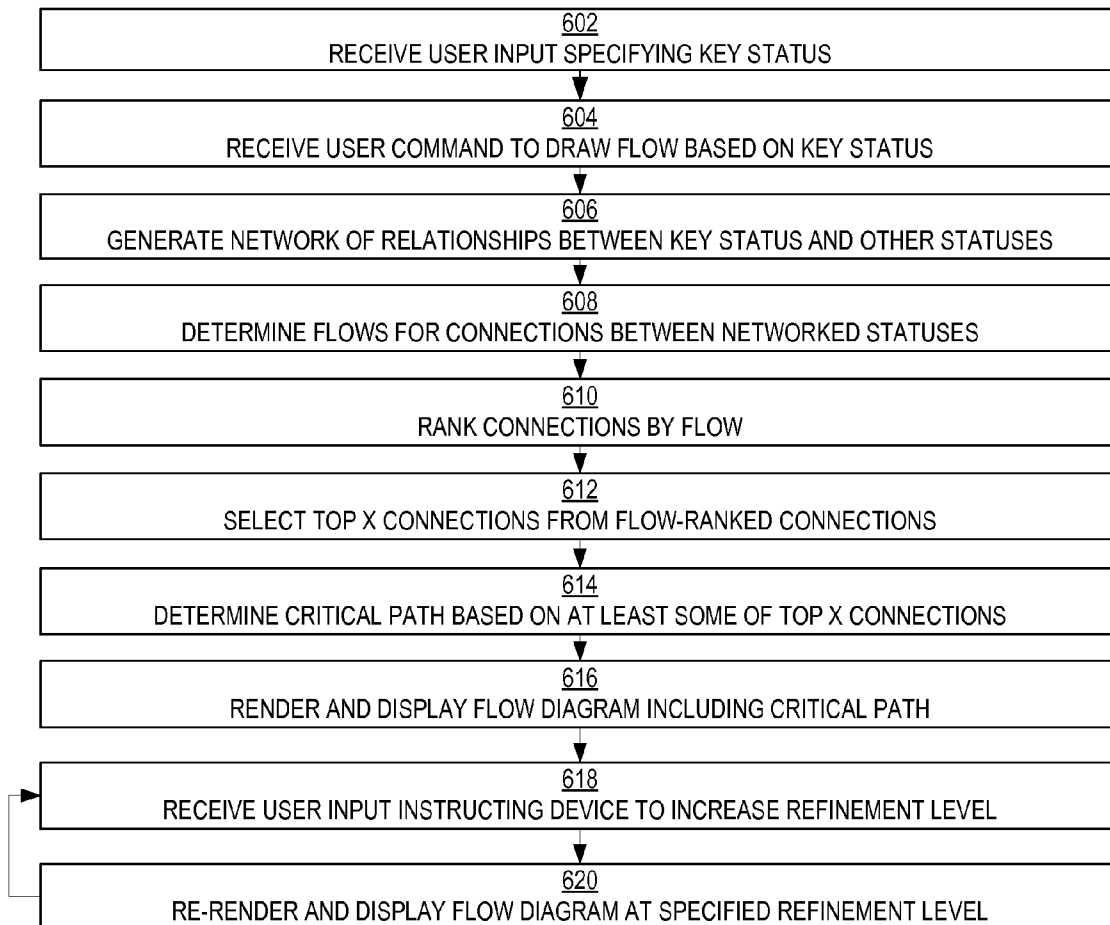 602
RECEIVE USER INPUT SPECIFYING KEY STATUS
604
RECEIVE USER COMMAND TO DRAW FLOW BASED ON KEY STATUS
606
GENERATE NETWORK OF RELATIONSHIPS BETWEEN KEY STATUS AND OTHER STATUSES
608
DETERMINE FLOWS FOR CONNECTIONS BETWEEN NETWORKED STATUSES
610
RANK CONNECTIONS BY FLOW
612
SELECT TOP X CONNECTIONS FROM FLOW-RANKED CONNECTIONS
614
DETERMINE CRITICAL PATH BASED ON AT LEAST SOME OF TOP X CONNECTIONS
616
RENDER AND DISPLAY FLOW DIAGRAM INCLUDING CRITICAL PATH
618
RECEIVE USER INPUT INSTRUCTING DEVICE TO INCREASE REFINEMENT LEVEL
620
RE-RENDER AND DISPLAY FLOW DIAGRAM AT SPECIFIED REFINEMENT LEVEL